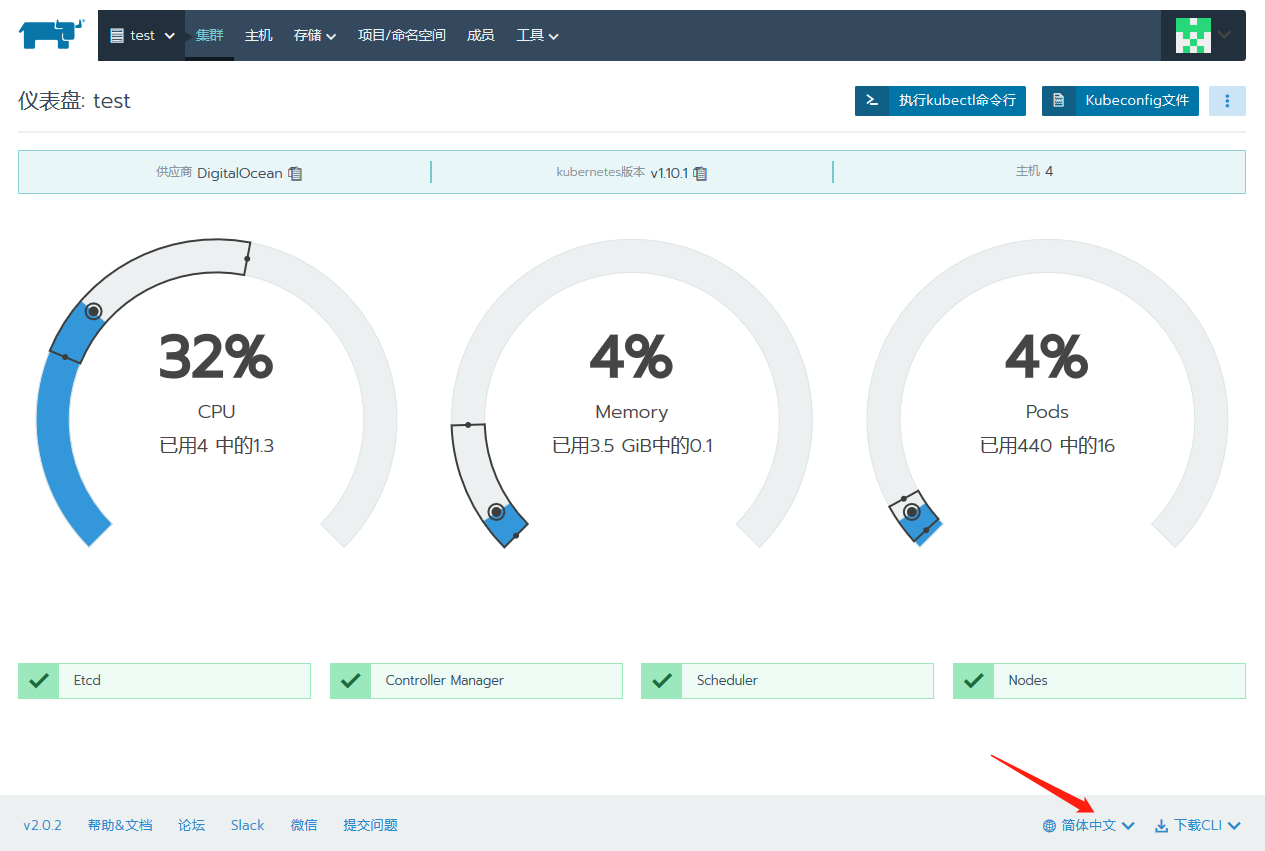 test 集群 主机 存储 项目/命名空间 成员 工具
仪表盘: test
执行kubectl命令行 Kubeconfig文件
供应商 DigitalOcean kubernetes版本 v1.10.1 主机 4
32% 4% 4%
CPU Memory Pods
已用4 中的1.3 已用3.5 GiB中的0.1 已用440 中的16
Etcd Controller Manager Scheduler Nodes
v2.0.2 帮助&文档 论坛 Slack 微信 提交问题 简体中文 下载CLI